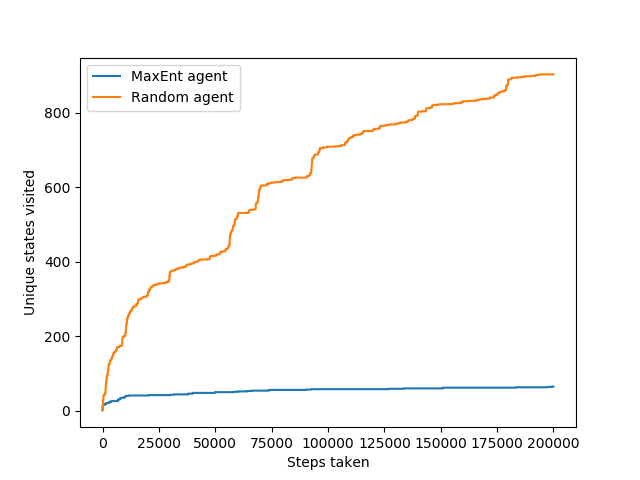 MaxEnt agent
Random agent
Unique states visited
800
600
400
200
0
0 25000 50000 75000 100000 125000 150000 175000 200000
Steps taken